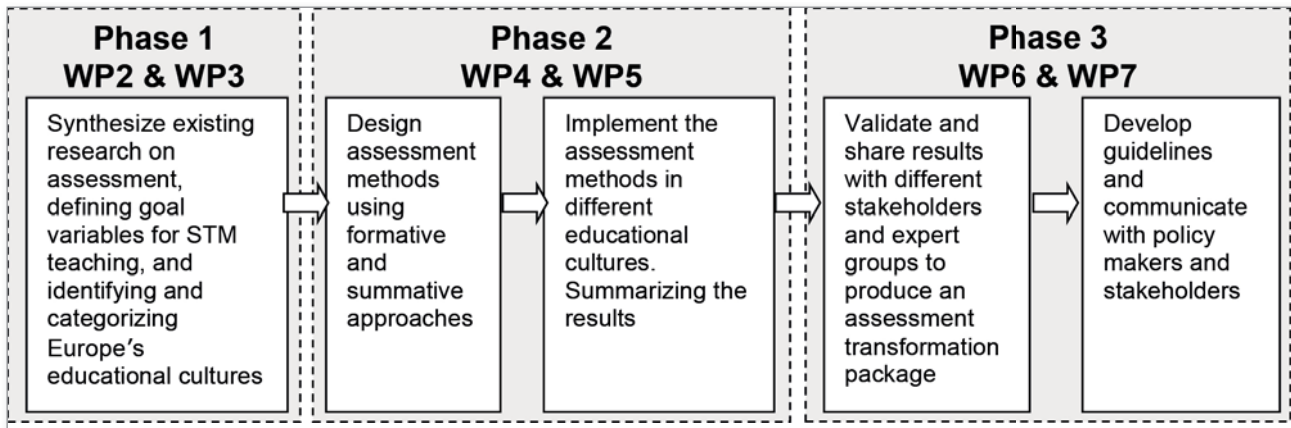 Phase 1
WP2 & WP3
Synthesize existing
research on
assessment,
defining goal
variables for STM
teaching, and
identifying and
categorizing
Europe's
educational cultures
Phase 2
WP4 & WP5
Design
assessment
methods
using
formative
and
summative
approaches
Implement the
assessment
methods in
different
educational
cultures.
Summarizing the
results
Phase 3
WP6 & WP7
Validate and
share results
with different
stakeholders
and expert
groups to
produce an
assessment
transformation
package
Develop
guidelines
and
communicate
with policy
makers and
stakeholders